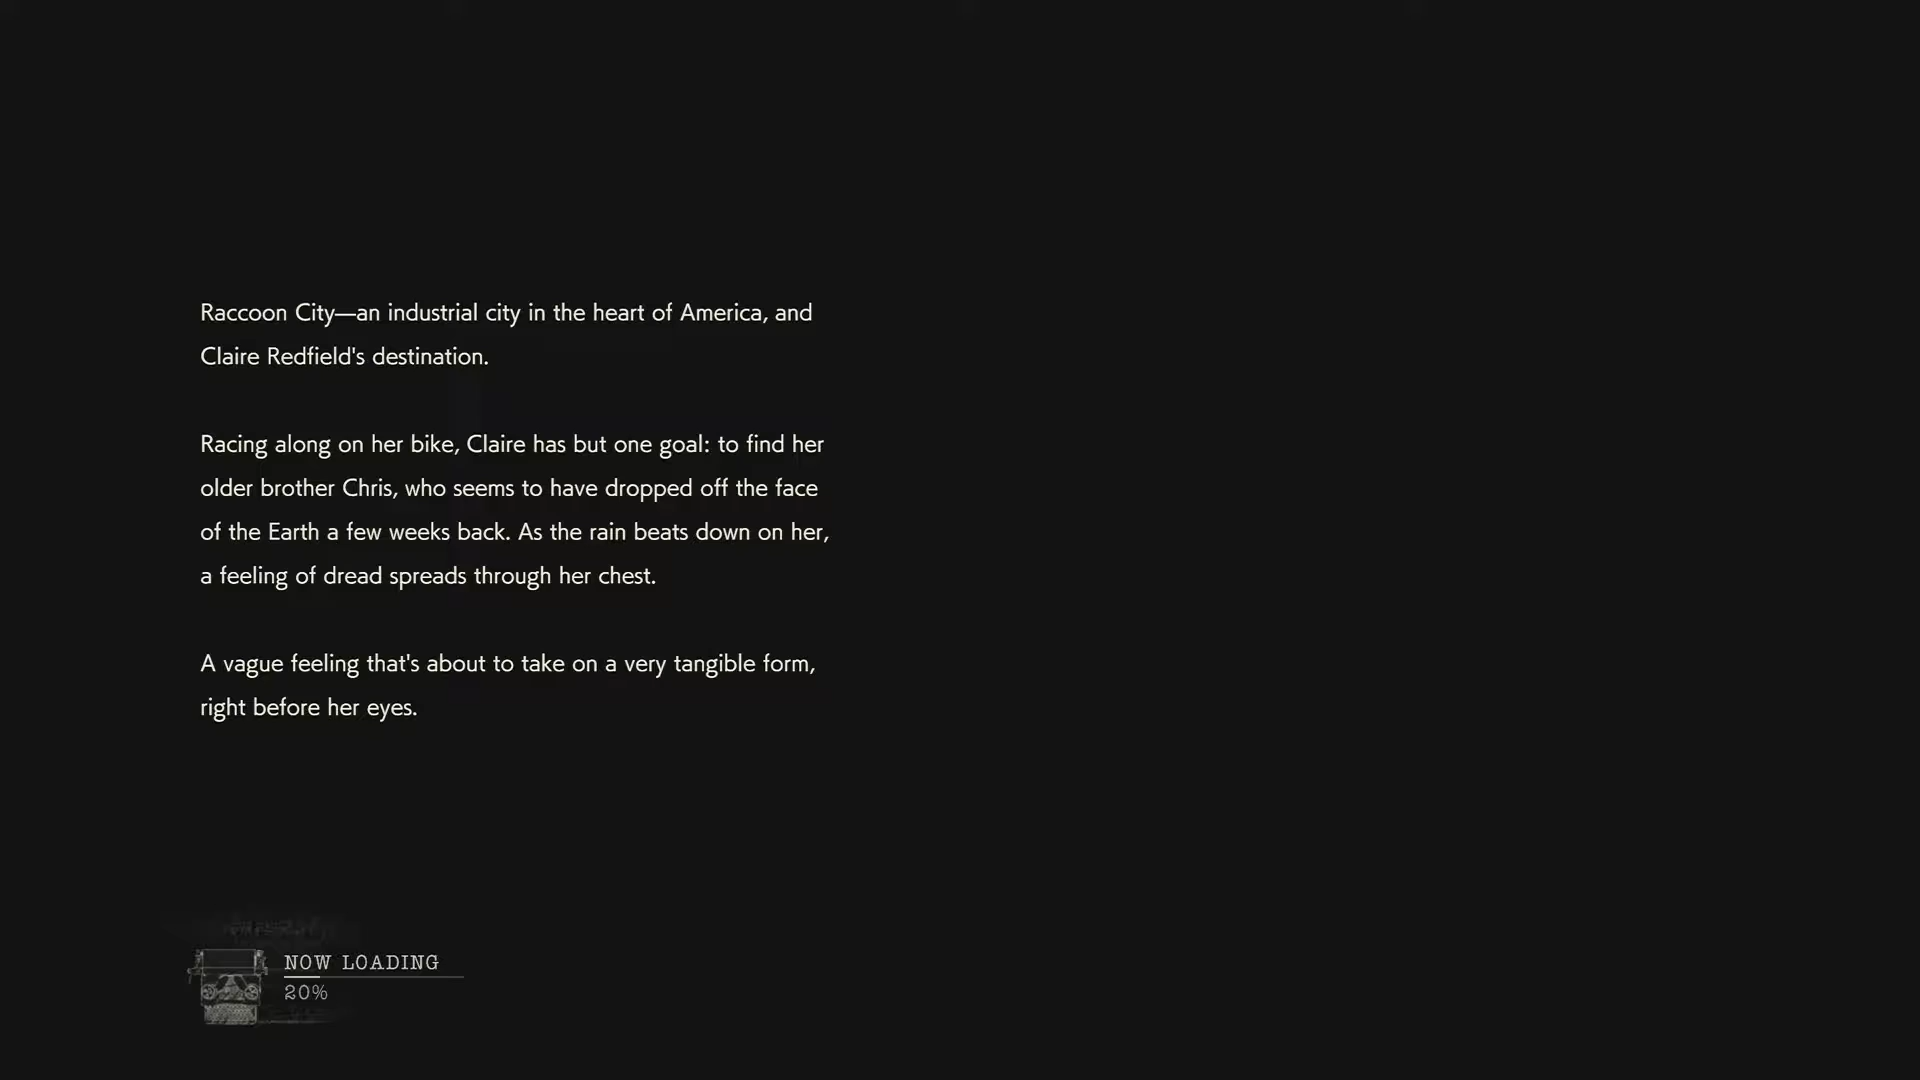 Raccoon City—an industrial city in the heart of America, and
Claire Redfield's destination.
Racing along on her bike, Claire has but one goal: to find her
older brother Chris, who seems to have dropped off the face
of the Earth a few weeks back. As the rain beats down on her,
a feeling of dread spreads through her chest.
A vague feeling that's about to take on a very tangible form,
right before her eyes.
NOW LOADING
20%